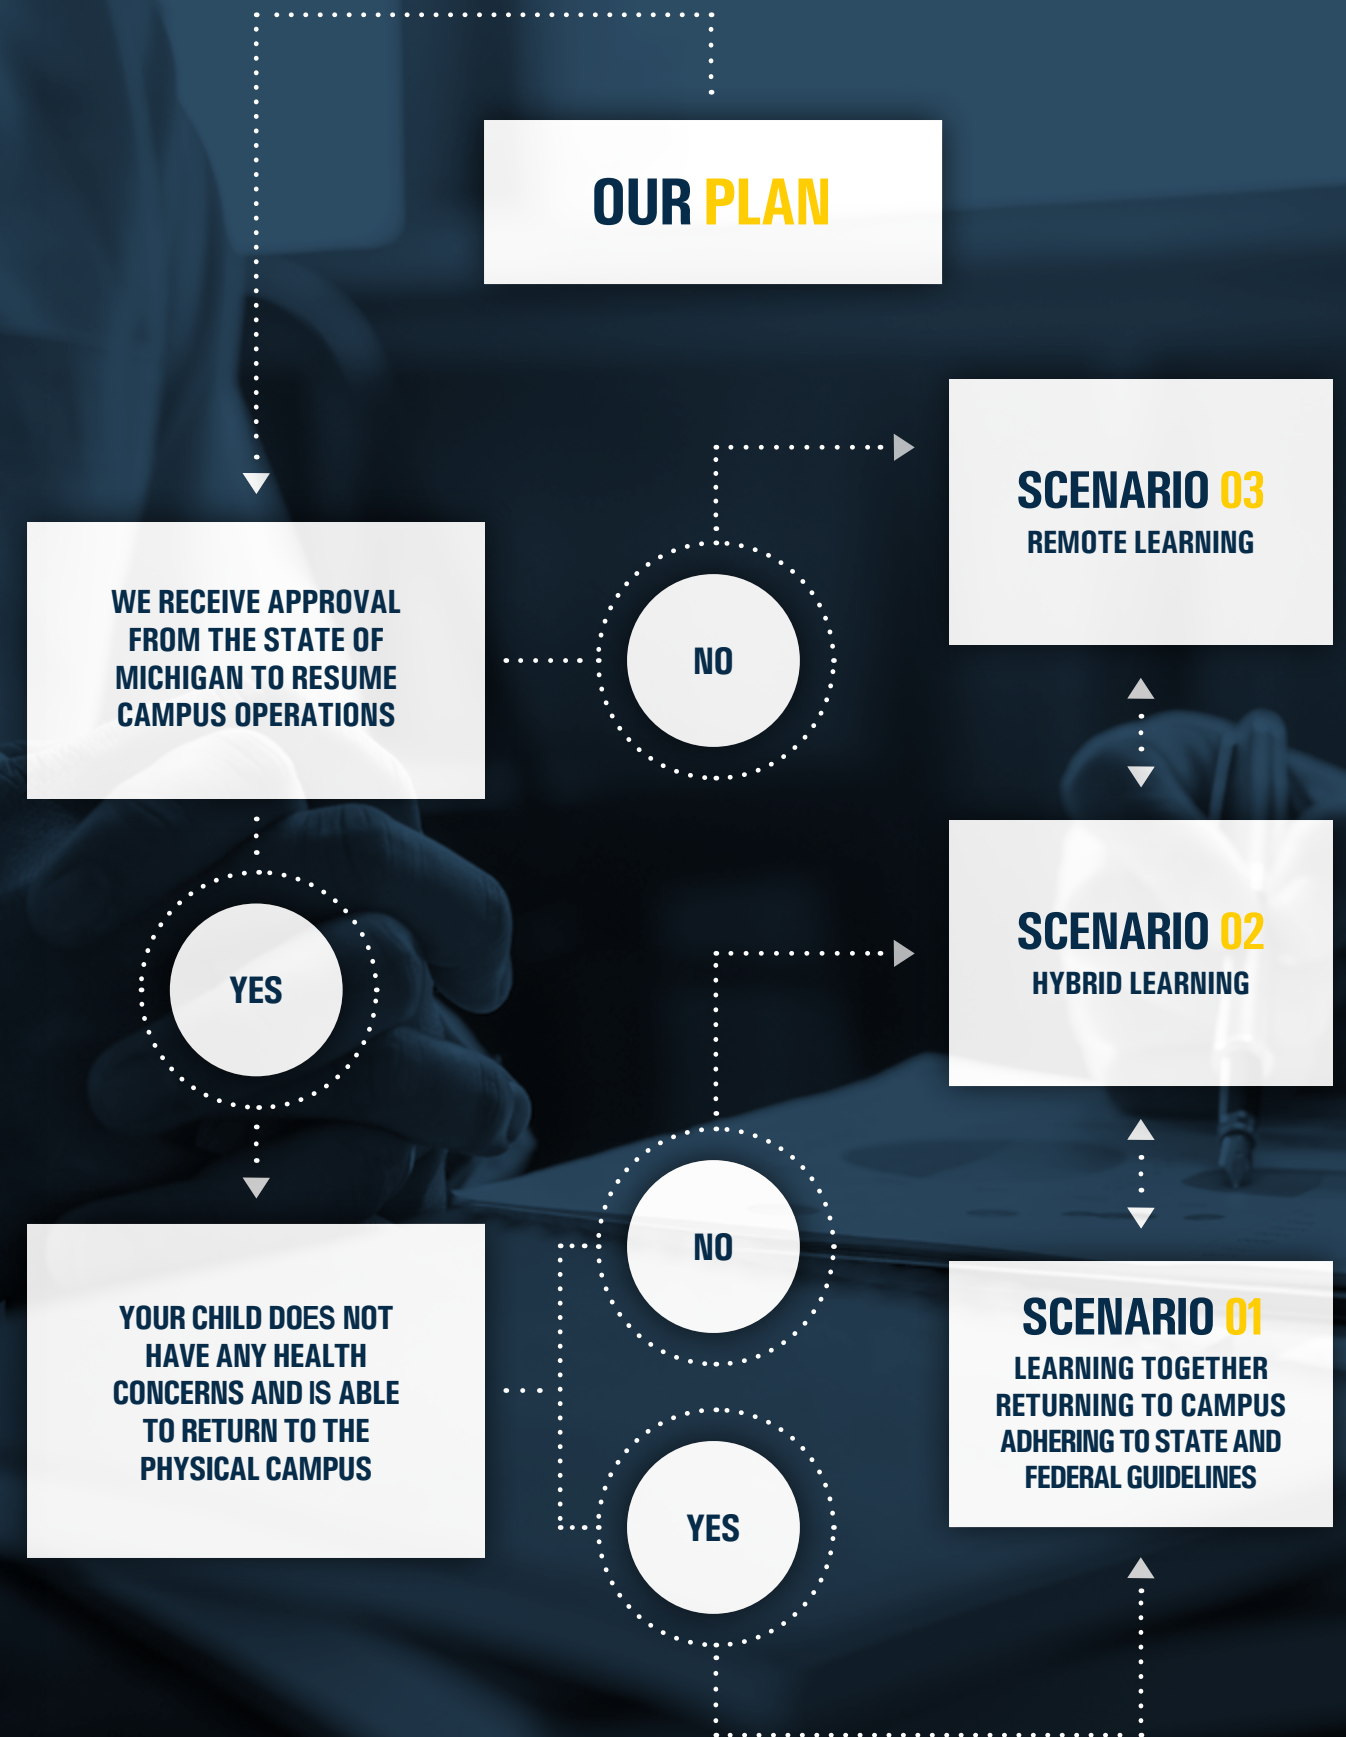 OUR PLAN
WE RECEIVE APPROVAL
FROM THE STATE OF
MICHIGAN TO RESUME
CAMPUS OPERATIONS
NO
SCENARIO 03
REMOTE LEARNING
YES
SCENARIO 02
HYBRID LEARNING
YOUR CHILD DOES NOT
HAVE ANY HEALTH
CONCERNS AND IS ABLE
TO RETURN TO THE
PHYSICAL CAMPUS
NO
YES
SCENARIO 01
LEARNING TOGETHER
RETURNING TO CAMPUS
ADHERING TO STATE AND
FEDERAL GUIDELINES